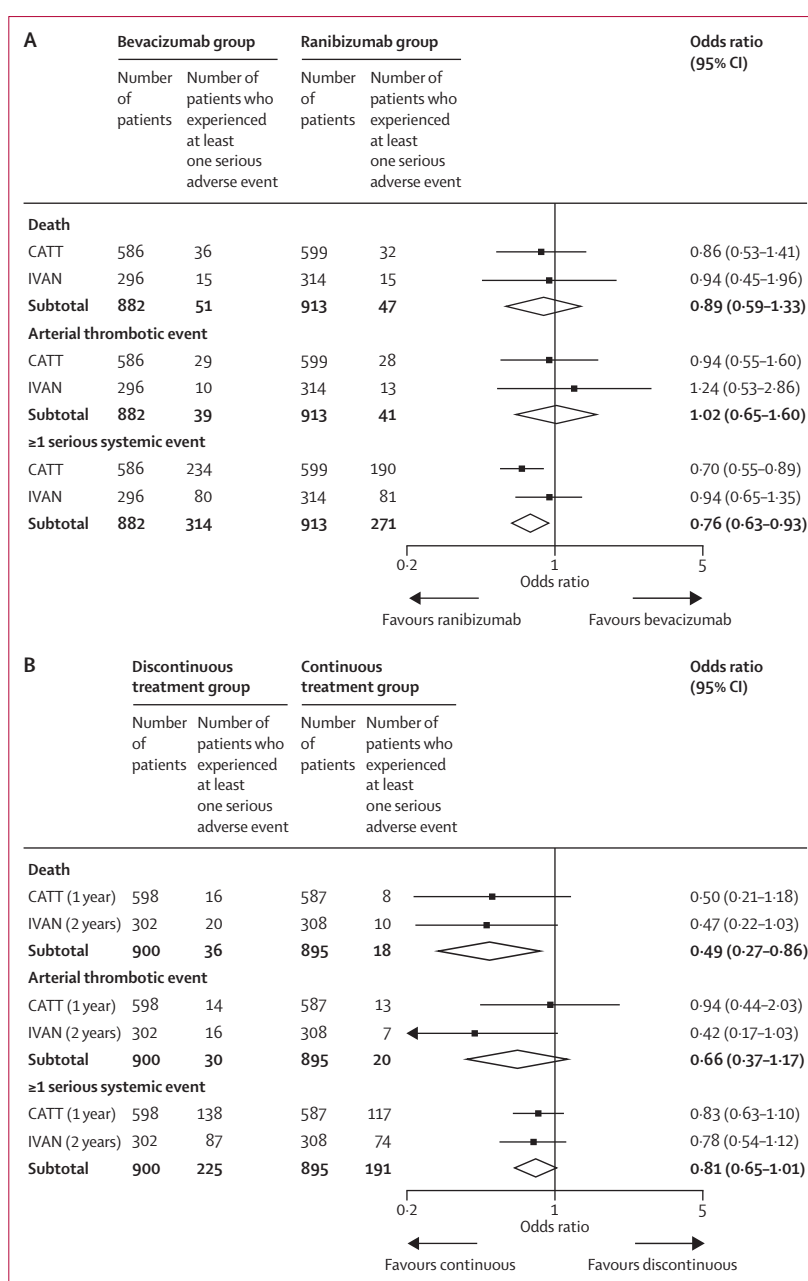 A
Bevacizumab group Ranibizumab group Odds ratio
(95% CI)
Number Number of Number Number of
of patients who of patients who
patients experienced patients experienced
at least at least
one serious one serious
adverse event adverse event
Death
CATT 586 36 599 32 0·86 (0·53–1·41)
IVAN 296 15 314 15 0·94 (0·45–1·96)
Subtotal 882 51 913 47 0·89 (0·59–1·33)
Arterial thrombotic event
CATT 586 29 599 28 0·94 (0·55–1·60)
IVAN 296 10 314 13 1·24 (0·53–2·86)
Subtotal 882 39 913 41 1·02 (0·65–1·60)
≥1 serious systemic event
CATT 586 234 599 190 0·70 (0·55–0·89)
IVAN 296 80 314 81 0·94 (0·65–1·35)
Subtotal 882 314 913 271 0·76 (0·63–0·93)
0·2 1 5
Odds ratio
Favours ranibizumab Favours bevacizumab
B
Discontinuous Continuous Odds ratio
treatment group treatment group (95% CI)
Number Number of Number Number of
of patients who of patients who
patients experienced patients experienced
at least at least
one serious one serious
adverse event adverse event
Death
CATT (1 year) 598 16 587 8 0·50 (0·21–1·18)
IVAN (2 years) 302 20 308 10 0·47 (0·22–1·03)
Subtotal 900 36 895 18 0·49 (0·27–0·86)
Arterial thrombotic event
CATT (1 year) 598 14 587 13 0·94 (0·44–2·03)
IVAN (2 years) 302 16 308 7 0·42 (0·17–1·03)
Subtotal 900 30 895 20 0·66 (0·37–1·17)
≥1 serious systemic event
CATT (1 year) 598 138 587 117 0·83 (0·63–1·10)
IVAN (2 years) 302 87 308 74 0·78 (0·54–1·12)
Subtotal 900 225 895 191 0·81 (0·65–1·01)
0·2 1 5
Odds ratio
Favours continuous Favours discontinuous